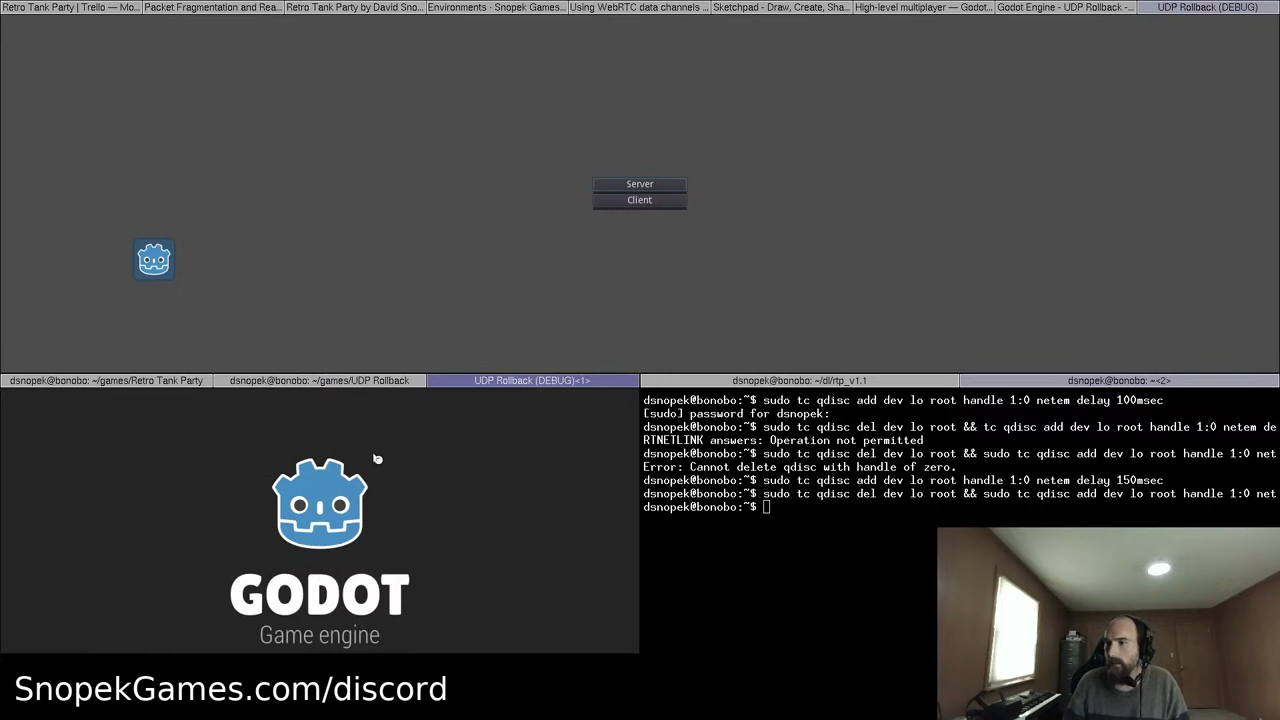 Retro Tank Party | Trello — Mo...
Packet Fragmentation and Rea...
Retro Tank Party by David Sno...
Environments · Snopek Games...
Using WebRTC data channels ...
Sketchpad - Draw, Create, Sha...
High-level multiplayer — Godot...
Godot Engine - UDP Rollback -...
UDP Rollback (DEBUG)
Server
Client
dsnopek@bonobo: ~/games/Retro Tank Party
dsnopek@bonobo: ~/games/UDP Rollback
UDP Rollback (DEBUG)<1>
dsnopek@bonobo: ~/dl/rtp_v1.1
dsnopek@bonobo: ~<2>
GODOT
Game engine
dsnopek@bonobo:~$ sudo tc qdisc add dev lo root handle 1:0 netem delay 100msec
[sudo] password for dsnopek:
dsnopek@bonobo:~$ sudo tc qdisc del dev lo root && tc qdisc add dev lo root handle 1:0 netem de
RTNETLINK answers: Operation not permitted
dsnopek@bonobo:~$ sudo tc qdisc del dev lo root && sudo tc qdisc add dev lo root handle 1:0 net
Error: Cannot delete qdisc with handle of zero.
dsnopek@bonobo:~$ sudo tc qdisc add dev lo root handle 1:0 netem delay 150msec
dsnopek@bonobo:~$ sudo tc qdisc del dev lo root && sudo tc qdisc add dev lo root handle 1:0 net
dsnopek@bonobo:~$
SnopekGames.com/discord